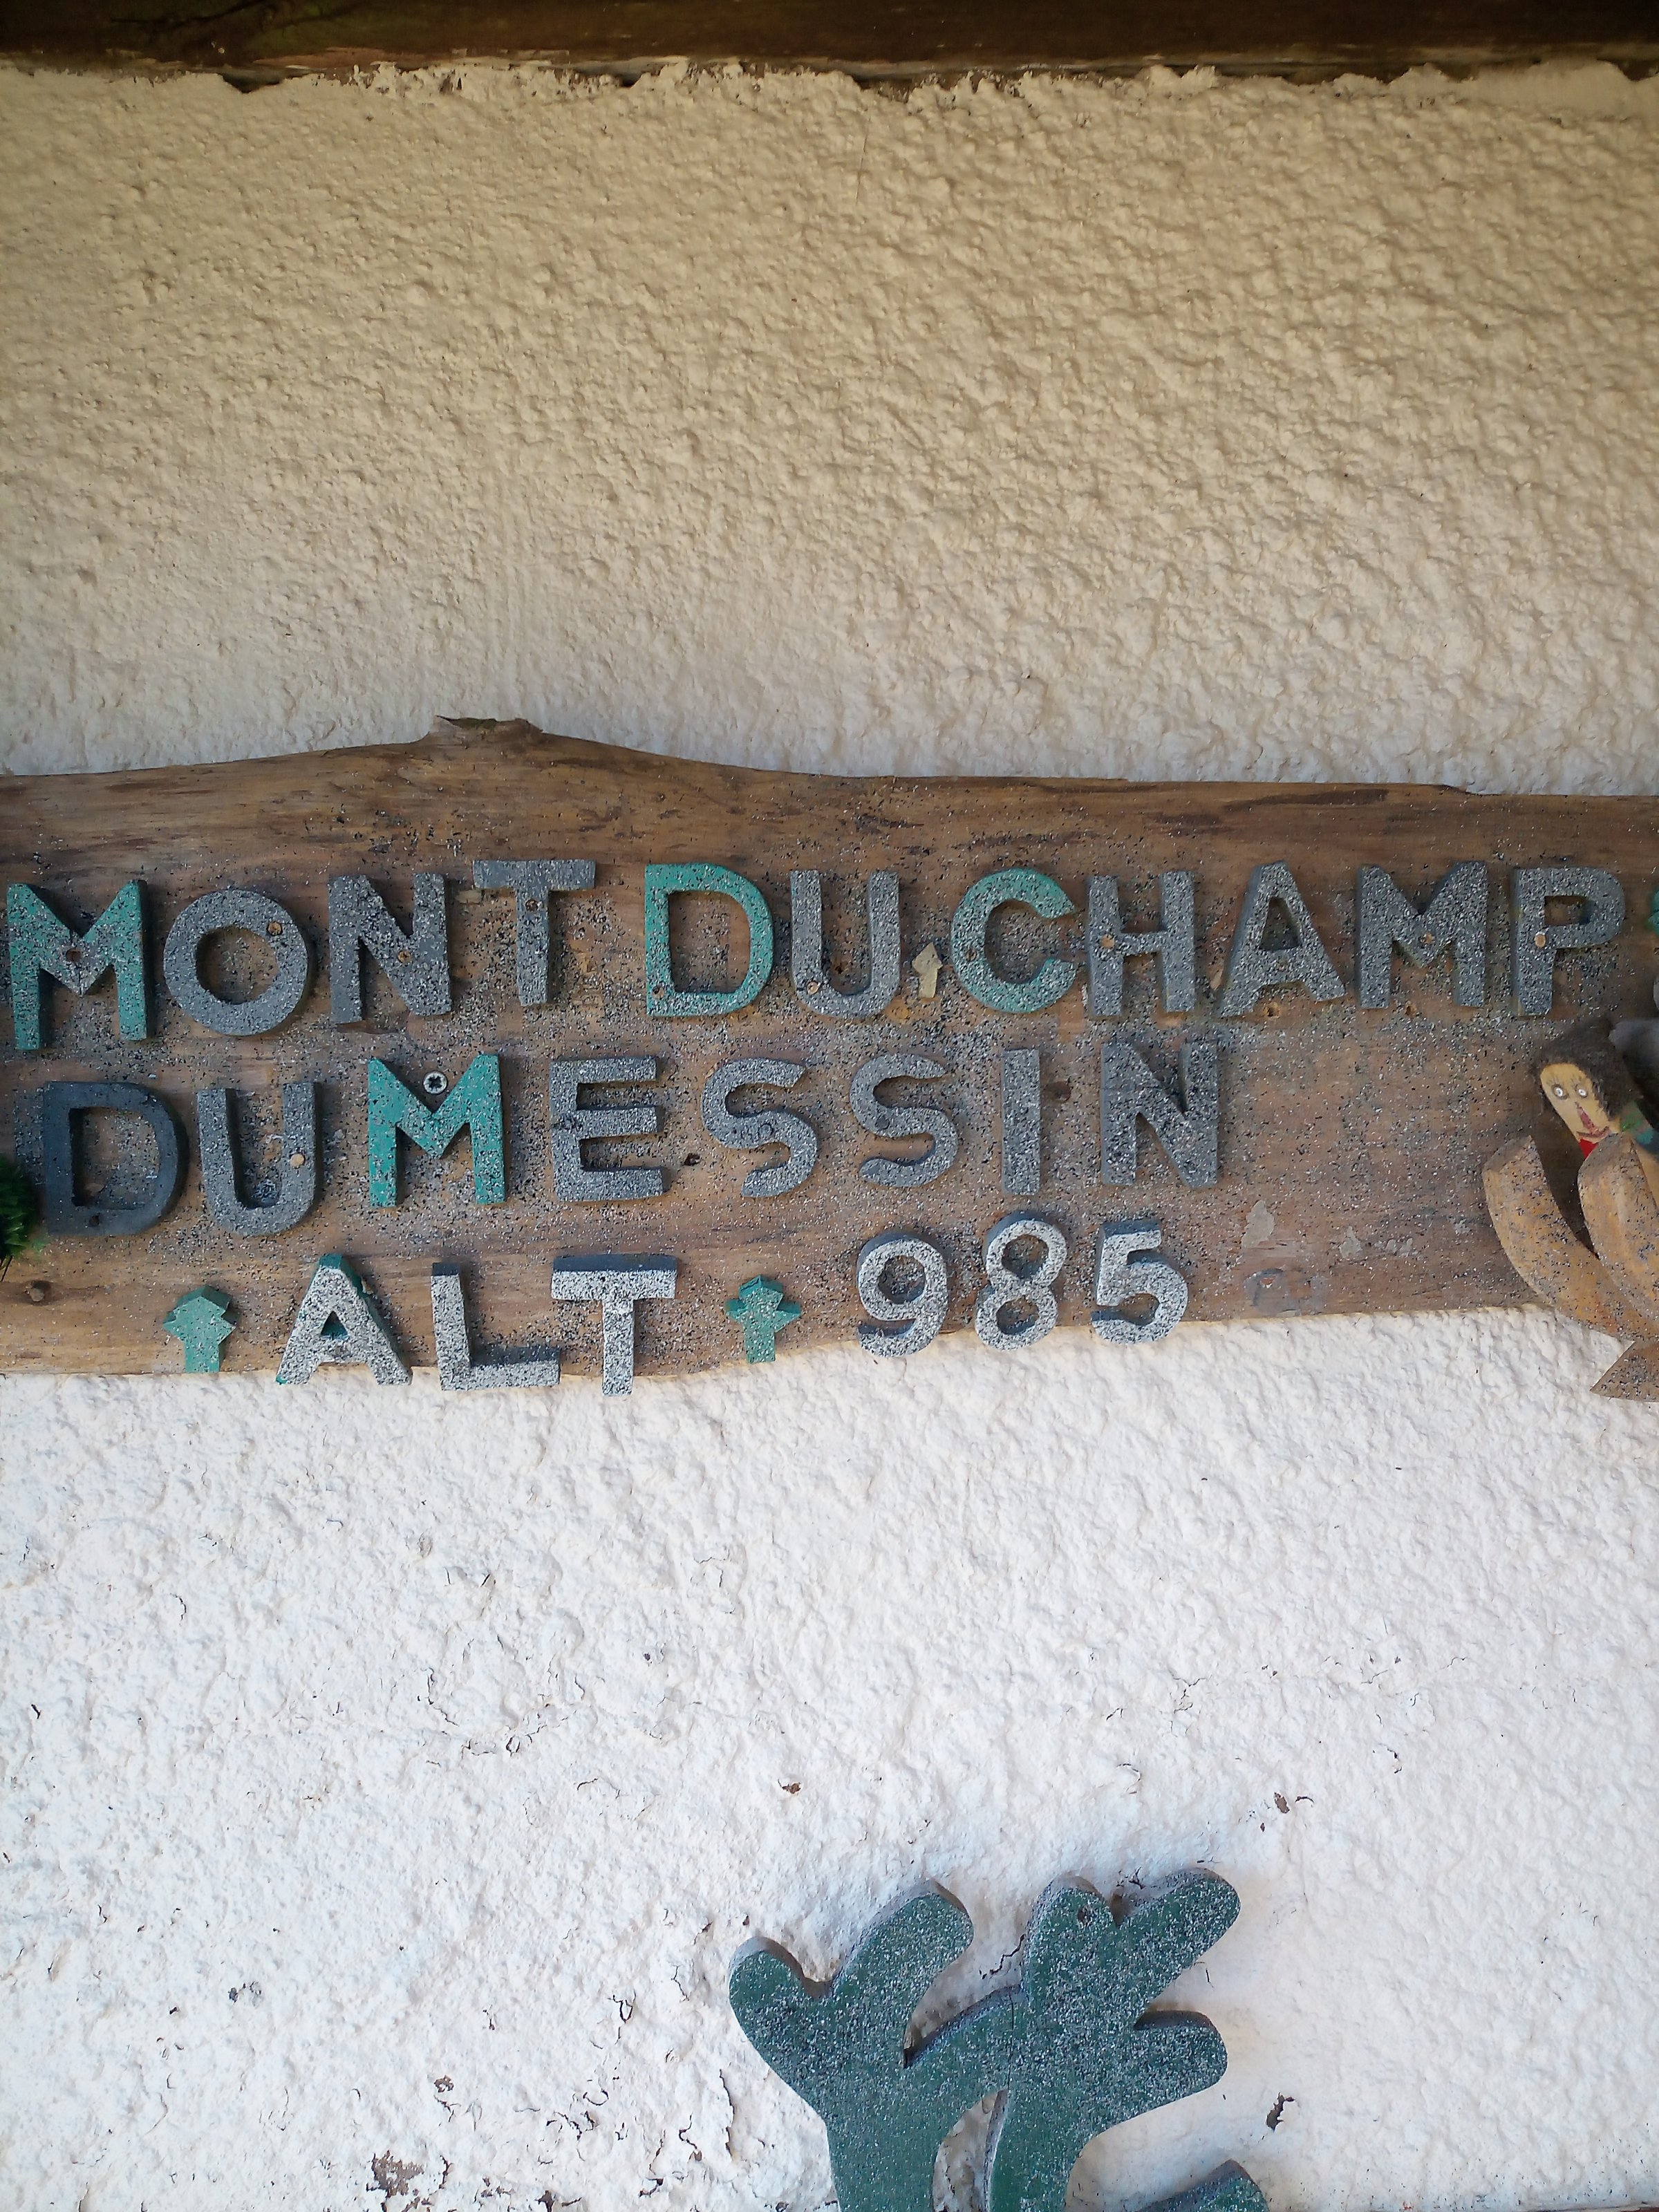 MONT DU CHAMP
DU MESSIN
ALT 985